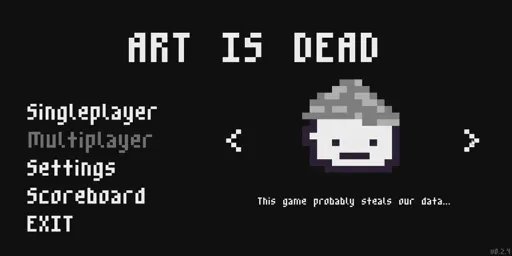 ART IS DEAD
Singleplayer
Multiplayer
Settings
Scoreboard
EXIT
<
>
This game probably steals our data...